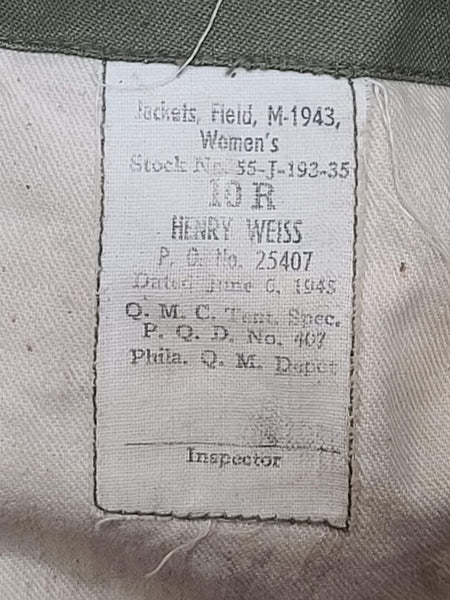 Jackets, Field, M-1943,
Women's
Stock No. 55-J-193-35
10 R
HENRY WEISS
P. O. No. 25407
Dated June 6, 1945
Q. M. C. Tent. Spec.
P. Q. D. No. 407
Phila. Q. M. Depot
Inspector